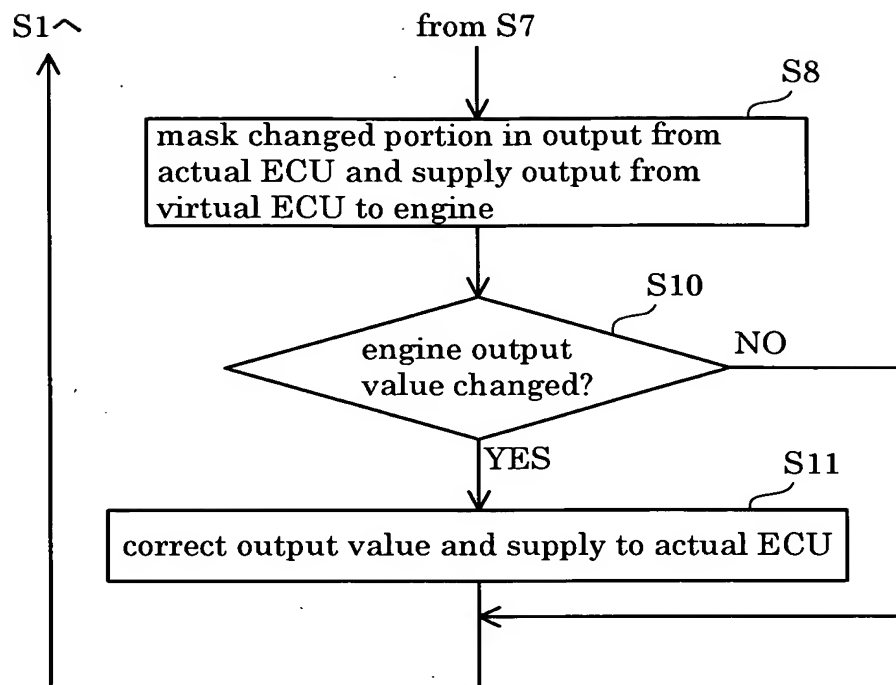 S1へ
from S7
S8
mask changed portion in output from
actual ECU and supply output from
virtual ECU to engine
S10
engine output
value changed?
NO
YES
S11
correct output value and supply to actual ECU